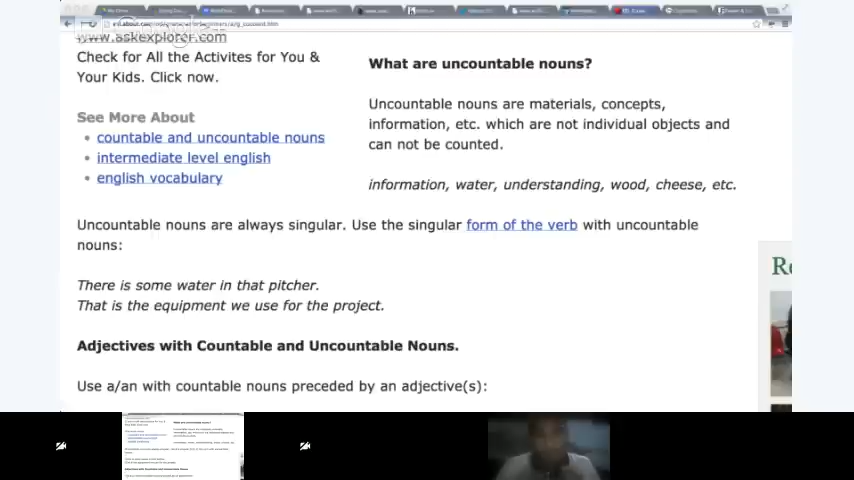 www.askexplorer.com
Check for All the Activites for You &
Your Kids. Click now.
See More About
countable and uncountable nouns
intermediate level english
english vocabulary
What are uncountable nouns?
Uncountable nouns are materials, concepts,
information, etc. which are not individual objects and
can not be counted.
information, water, understanding, wood, cheese, etc.
Uncountable nouns are always singular. Use the singular form of the verb with uncountable
nouns:
There is some water in that pitcher.
That is the equipment we use for the project.
Adjectives with Countable and Uncountable Nouns.
Use a/an with countable nouns preceded by an adjective(s):